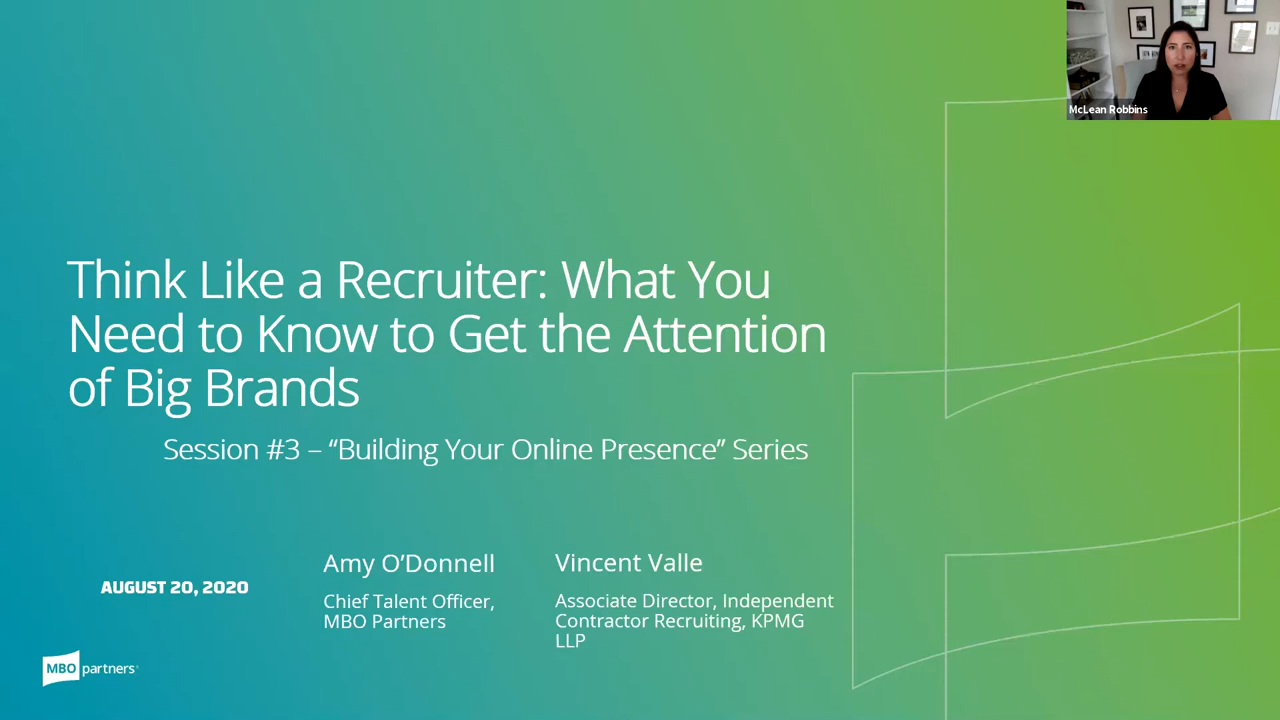 McLean Robbins
Think Like a Recruiter: What You
Need to Know to Get the Attention
of Big Brands
Session #3 – “Building Your Online Presence” Series
AUGUST 20, 2020
Amy O’Donnell
Chief Talent Officer,
MBO Partners
Vincent Valle
Associate Director, Independent
Contractor Recruiting, KPMG
LLP
MBO partners